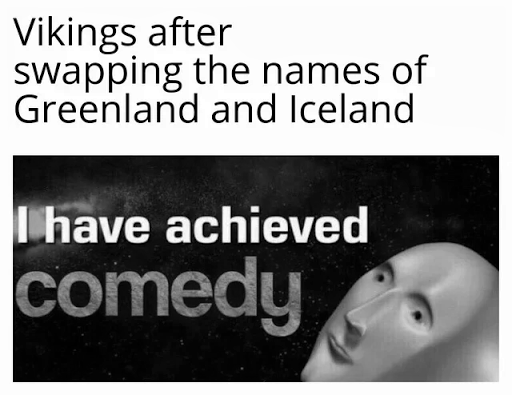 Vikings after
swapping the names of
Greenland and Iceland
I have achieved
comedy